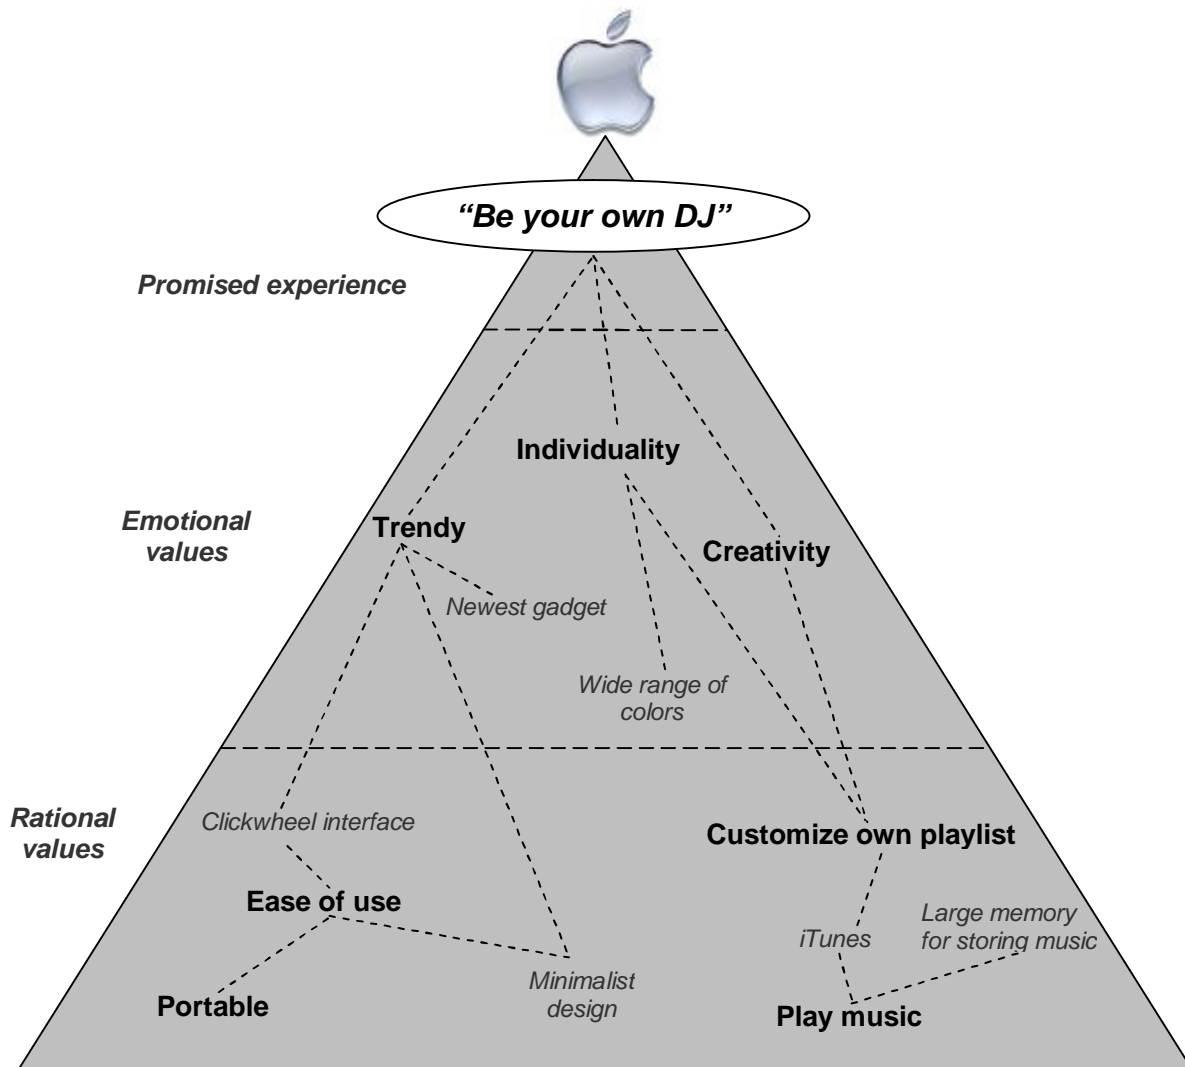 “Be your own DJ”
Promised experience
Individuality
Emotional
values
Trendy
Creativity
Newest gadget
Wide range of
colors
Rational
values
Clickwheel interface
Customize own playlist
Ease of use
Large memory
for storing music
iTunes
Minimalist
design
Portable
Play music